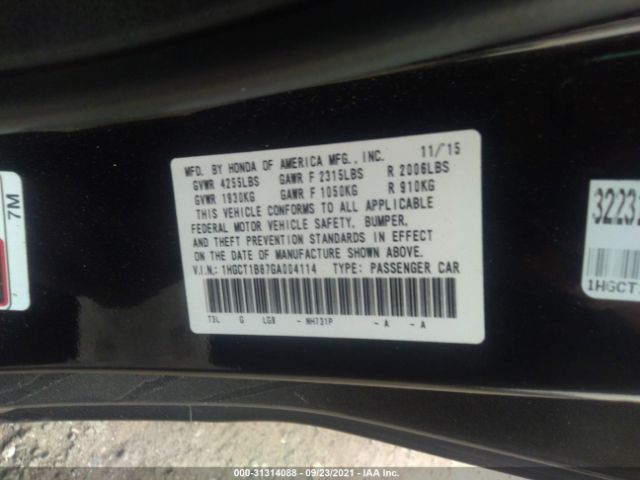 MFD. BY HONDA OF AMERICA MFG., INC. 11/15
GVWR 4255LBS GAWR F 2315LBS R 2006LBS
GVWR 1930KG GAWR F 1050KG R 910KG
THIS VEHICLE CONFORMS TO ALL APPLICABLE
FEDERAL MOTOR VEHICLE SAFETY, BUMPER,
AND THEFT PREVENTION STANDARDS IN EFFECT
ON THE DATE OF MANUFACTURE SHOWN ABOVE.
V.I.N.: 1HGCT1B87GA004114 TYPE: PASSENGER CAR
T3L G LG8 - NH731P - A - A
7M
32232
1HGCT1
000-31314088 - 09/23/2021 - IAA Inc.